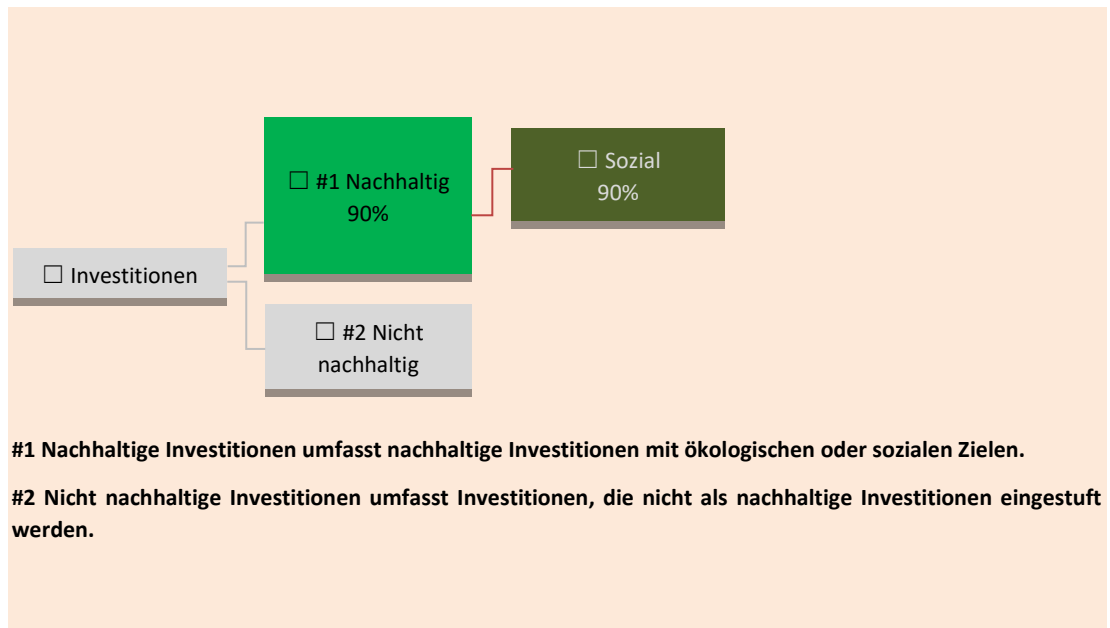 ☐ #1 Nachhaltig
90%
☐ Sozial
90%
☐ Investitionen
☐ #2 Nicht
nachhaltig
#1 Nachhaltige Investitionen umfasst nachhaltige Investitionen mit ökologischen oder sozialen Zielen.
#2 Nicht nachhaltige Investitionen umfasst Investitionen, die nicht als nachhaltige Investitionen eingestuft
werden.